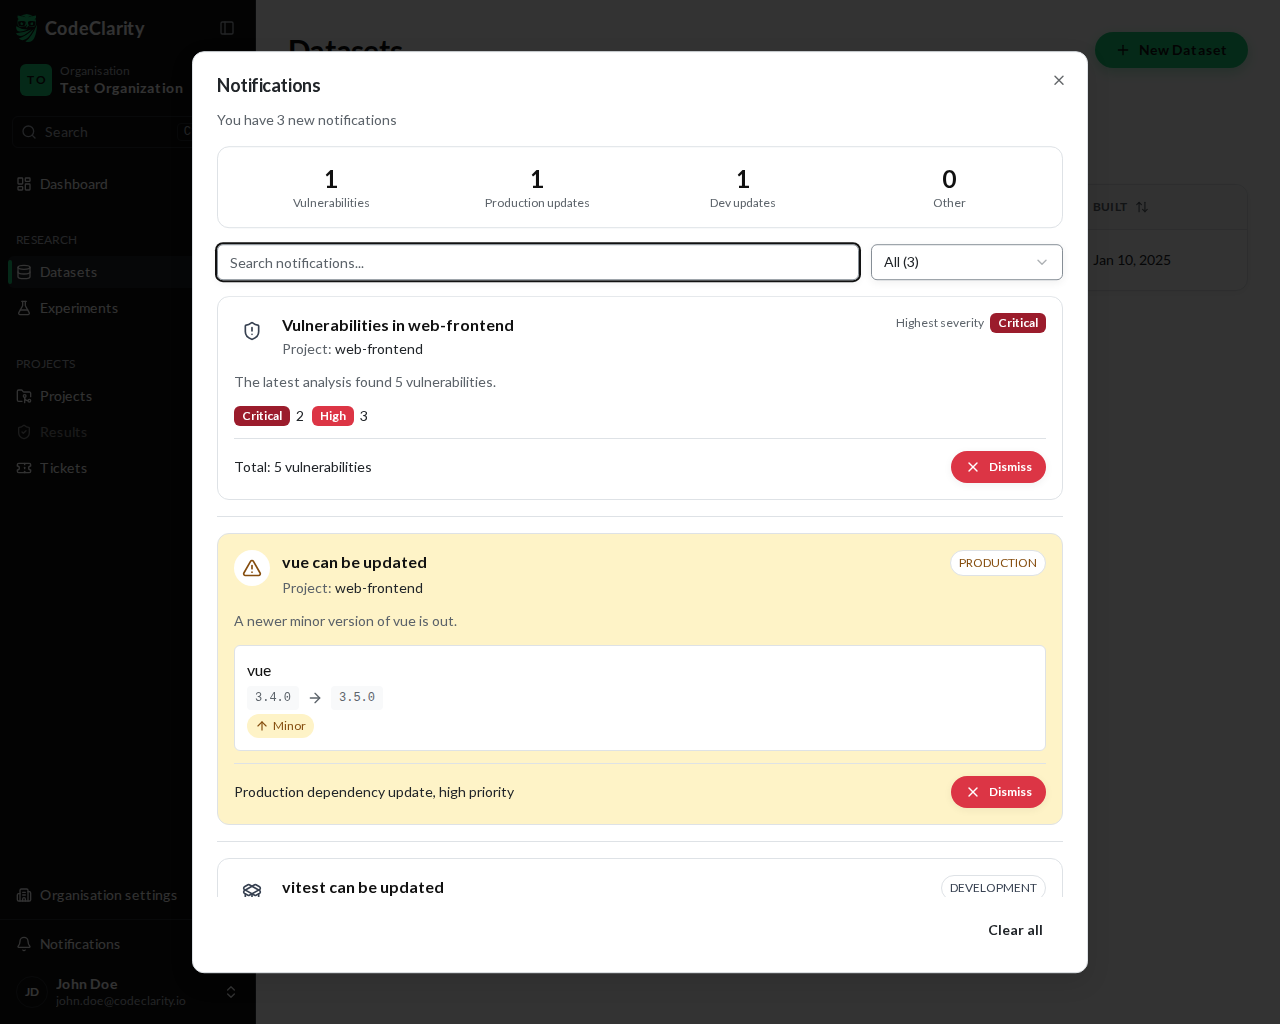 CodeClarity
TO
Organisation
Test Organization
Search
Dashboard
RESEARCH
Datasets
Experiments
PROJECTS
Projects
Results
Tickets
Organisation settings
Notifications
JD
John Doe
john.doe@codeclarity.io
Datasets
New Dataset
BUILT
Jan 10, 2025
Notifications
You have 3 new notifications
1
Vulnerabilities
1
Production updates
1
Dev updates
0
Other
Search notifications...
All (3)
Vulnerabilities in web-frontend
Highest severity Critical
Project: web-frontend
The latest analysis found 5 vulnerabilities.
Critical 2 High 3
Total: 5 vulnerabilities
Dismiss
vue can be updated
PRODUCTION
Project: web-frontend
A newer minor version of vue is out.
vue
3.4.0 → 3.5.0
Minor
Production dependency update, high priority
Dismiss
vitest can be updated
DEVELOPMENT
Clear all